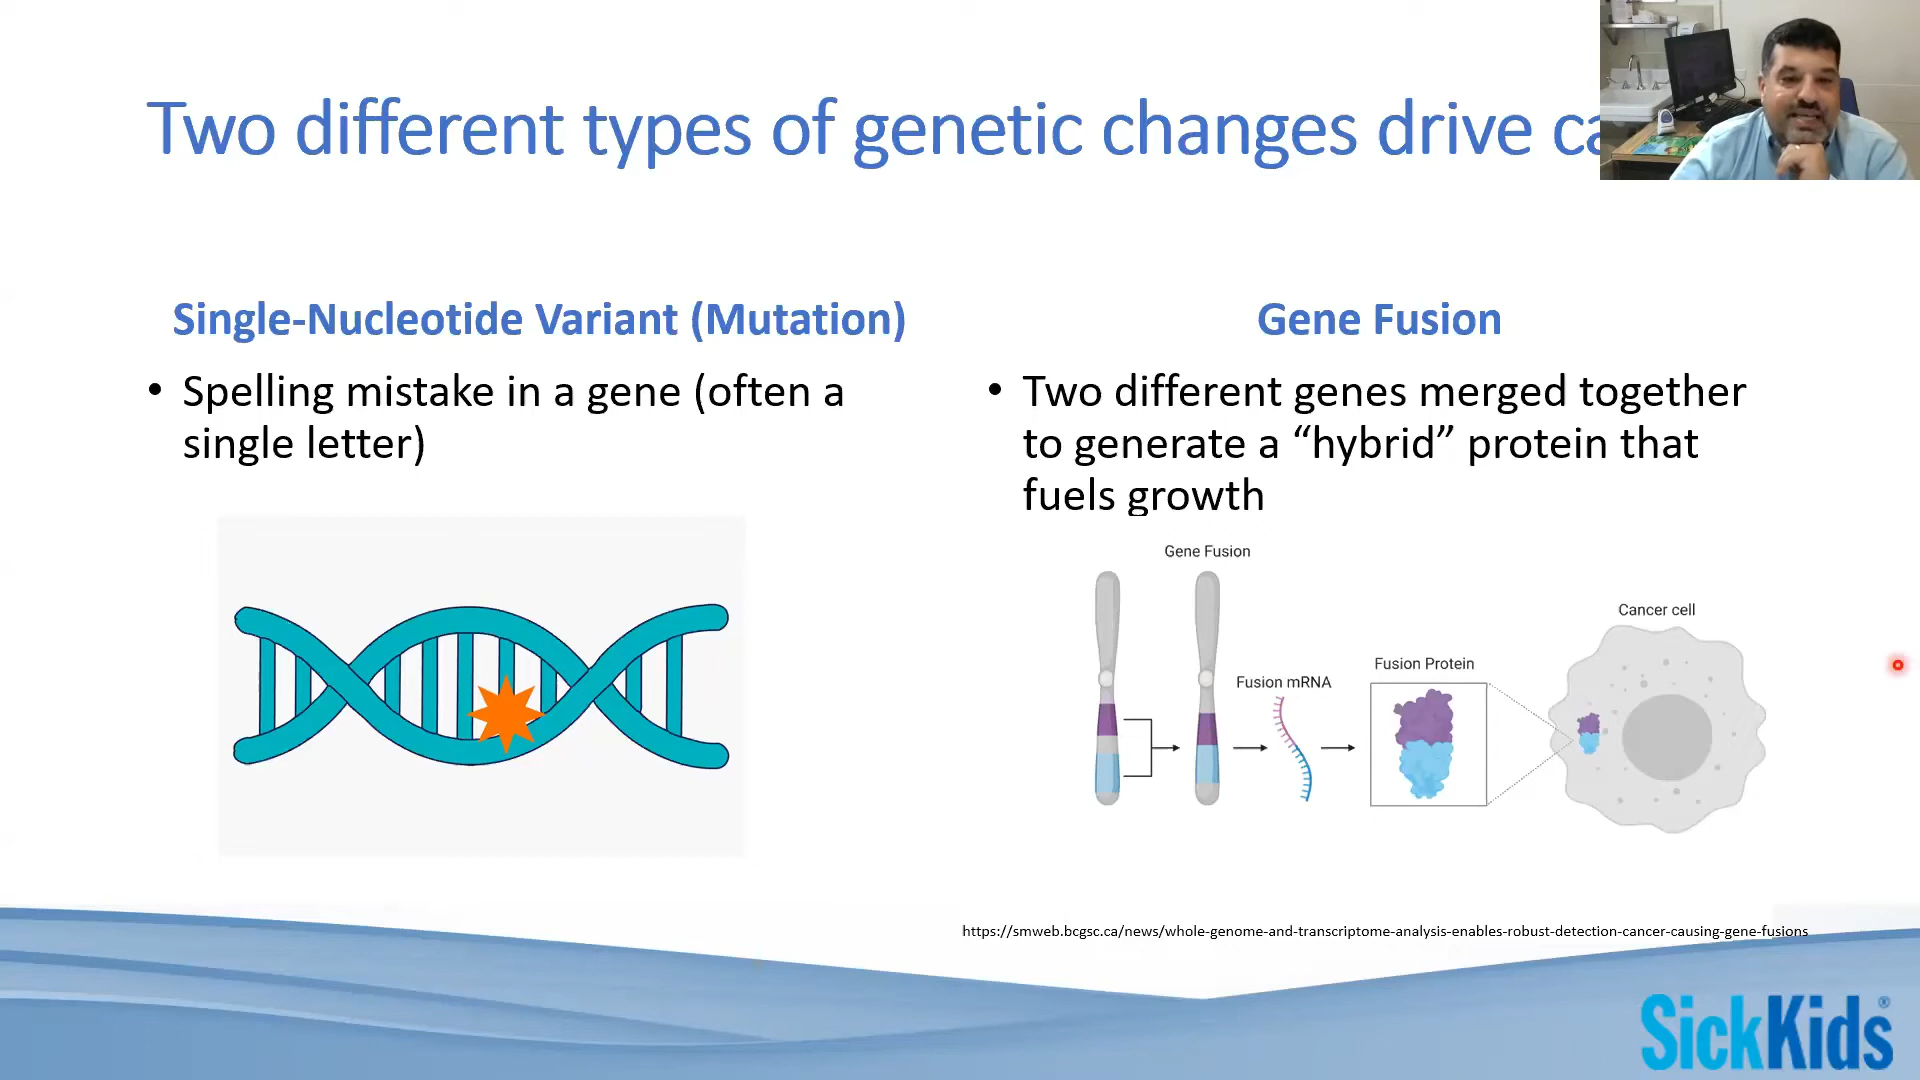 Two different types of genetic changes drive ca
Single-Nucleotide Variant (Mutation)
• Spelling mistake in a gene (often a
single letter)
Gene Fusion
• Two different genes merged together
to generate a “hybrid” protein that
fuels growth
Gene Fusion
Fusion mRNA
Fusion Protein
Cancer cell
https://smweb.bcgsc.ca/news/whole-genome-and-transcriptome-analysis-enables-robust-detection-cancer-causing-gene-fusions
SickKids®